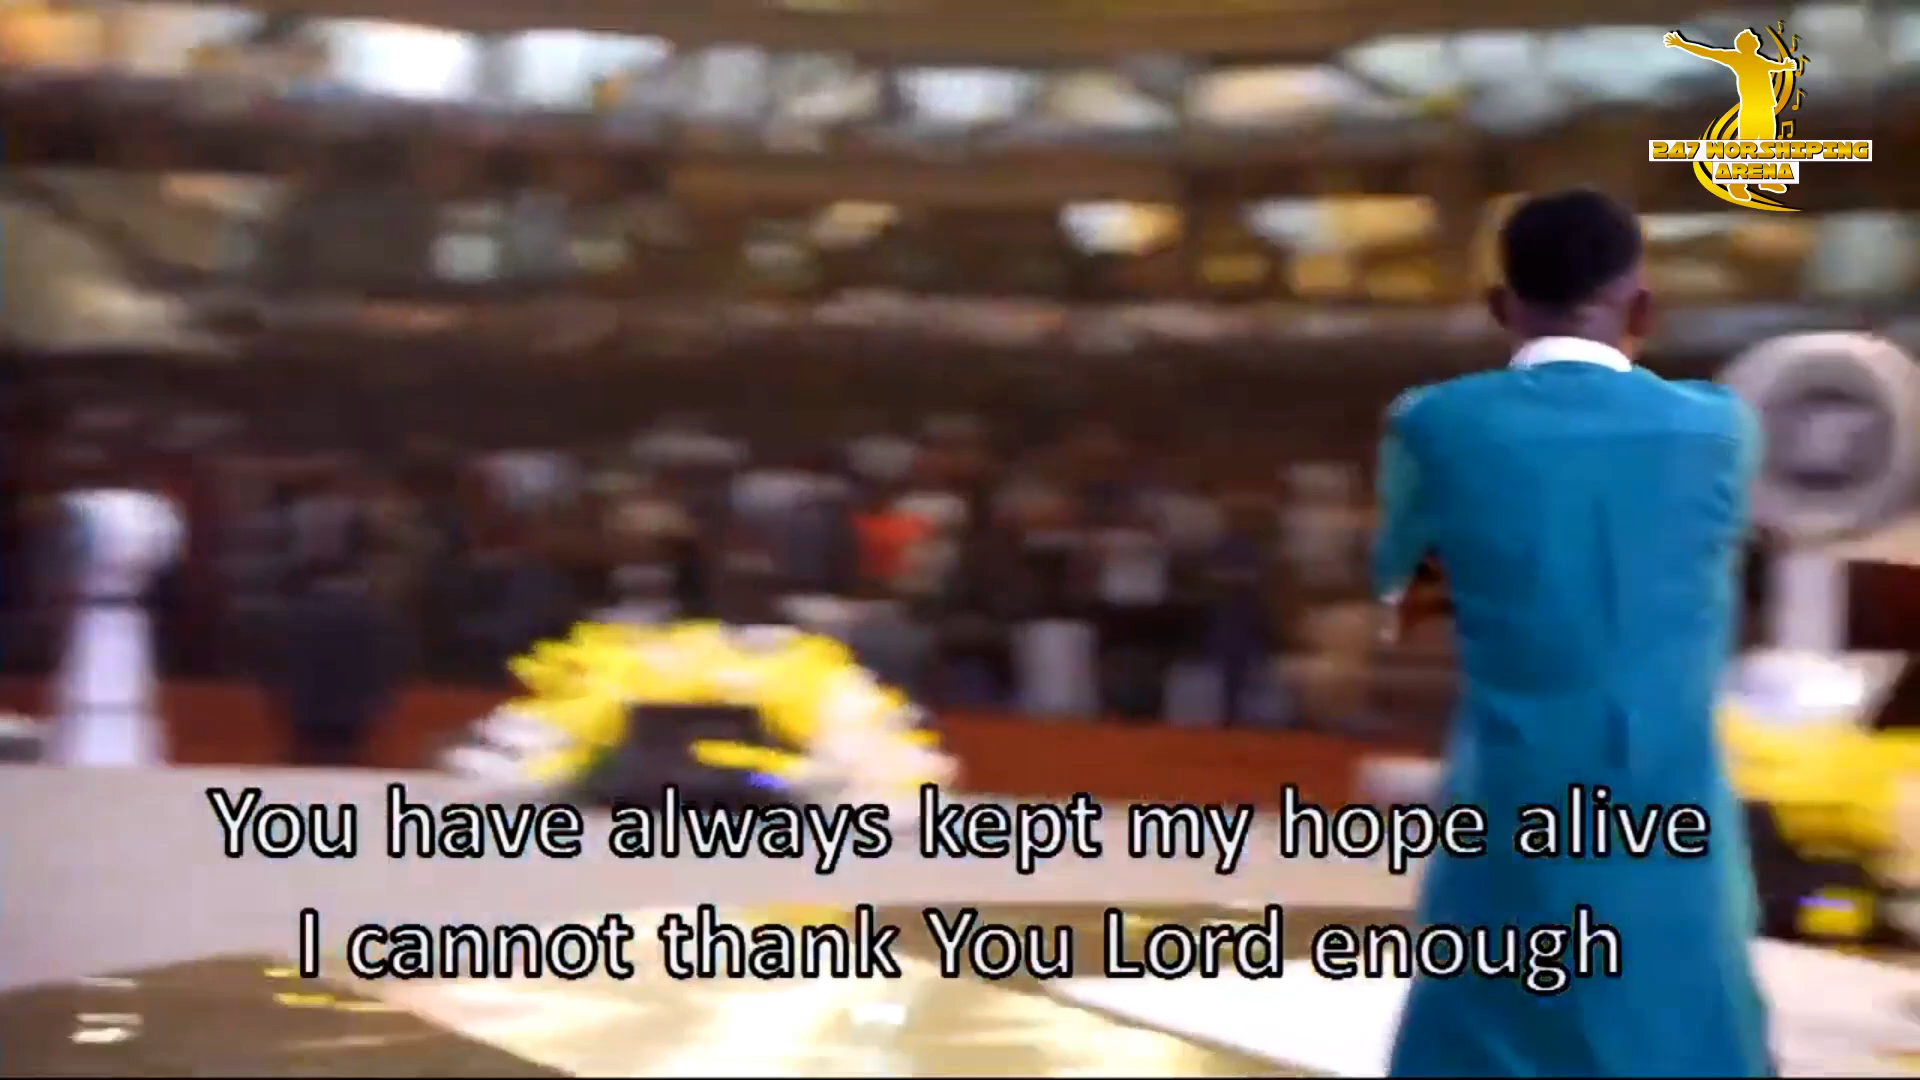 247 WORSHIPING
ARENA
You have always kept my hope alive
I cannot thank You Lord enough